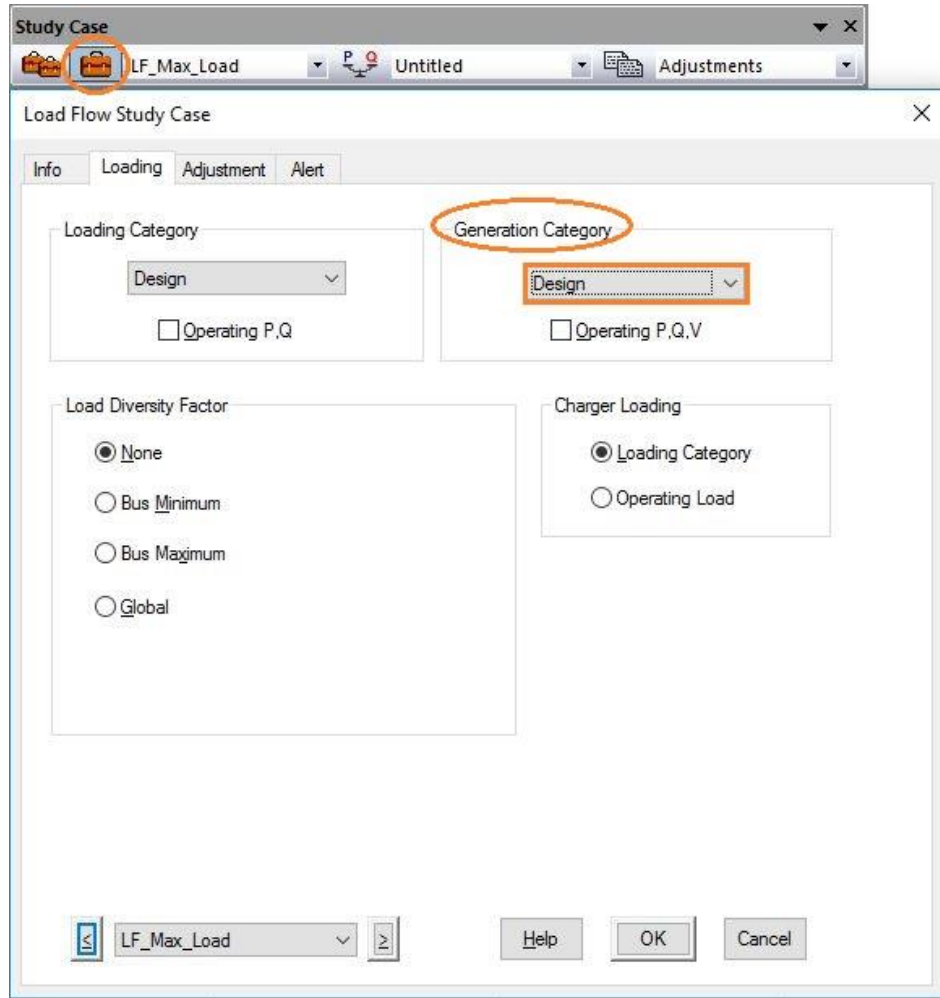 Study Case
LF_Max_Load P Q Untitled Adjustments
Load Flow Study Case
Info Loading Adjustment Alert
Loading Category Generation Category
Design Design
Operating P,Q Operating P,Q,V
Load Diversity Factor Charger Loading
None Loading Category
Bus Minimum Operating Load
Bus Maximum
Global
≤ LF_Max_Load ≥ Help OK Cancel